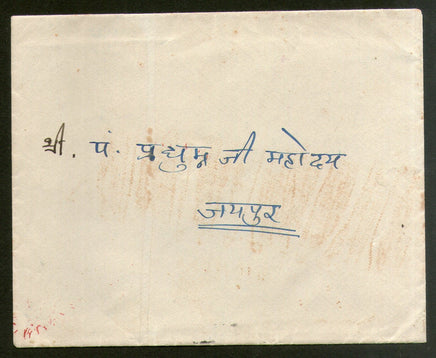 श्री. पं. प्रद्युम्न जी महोदय
जयपुर